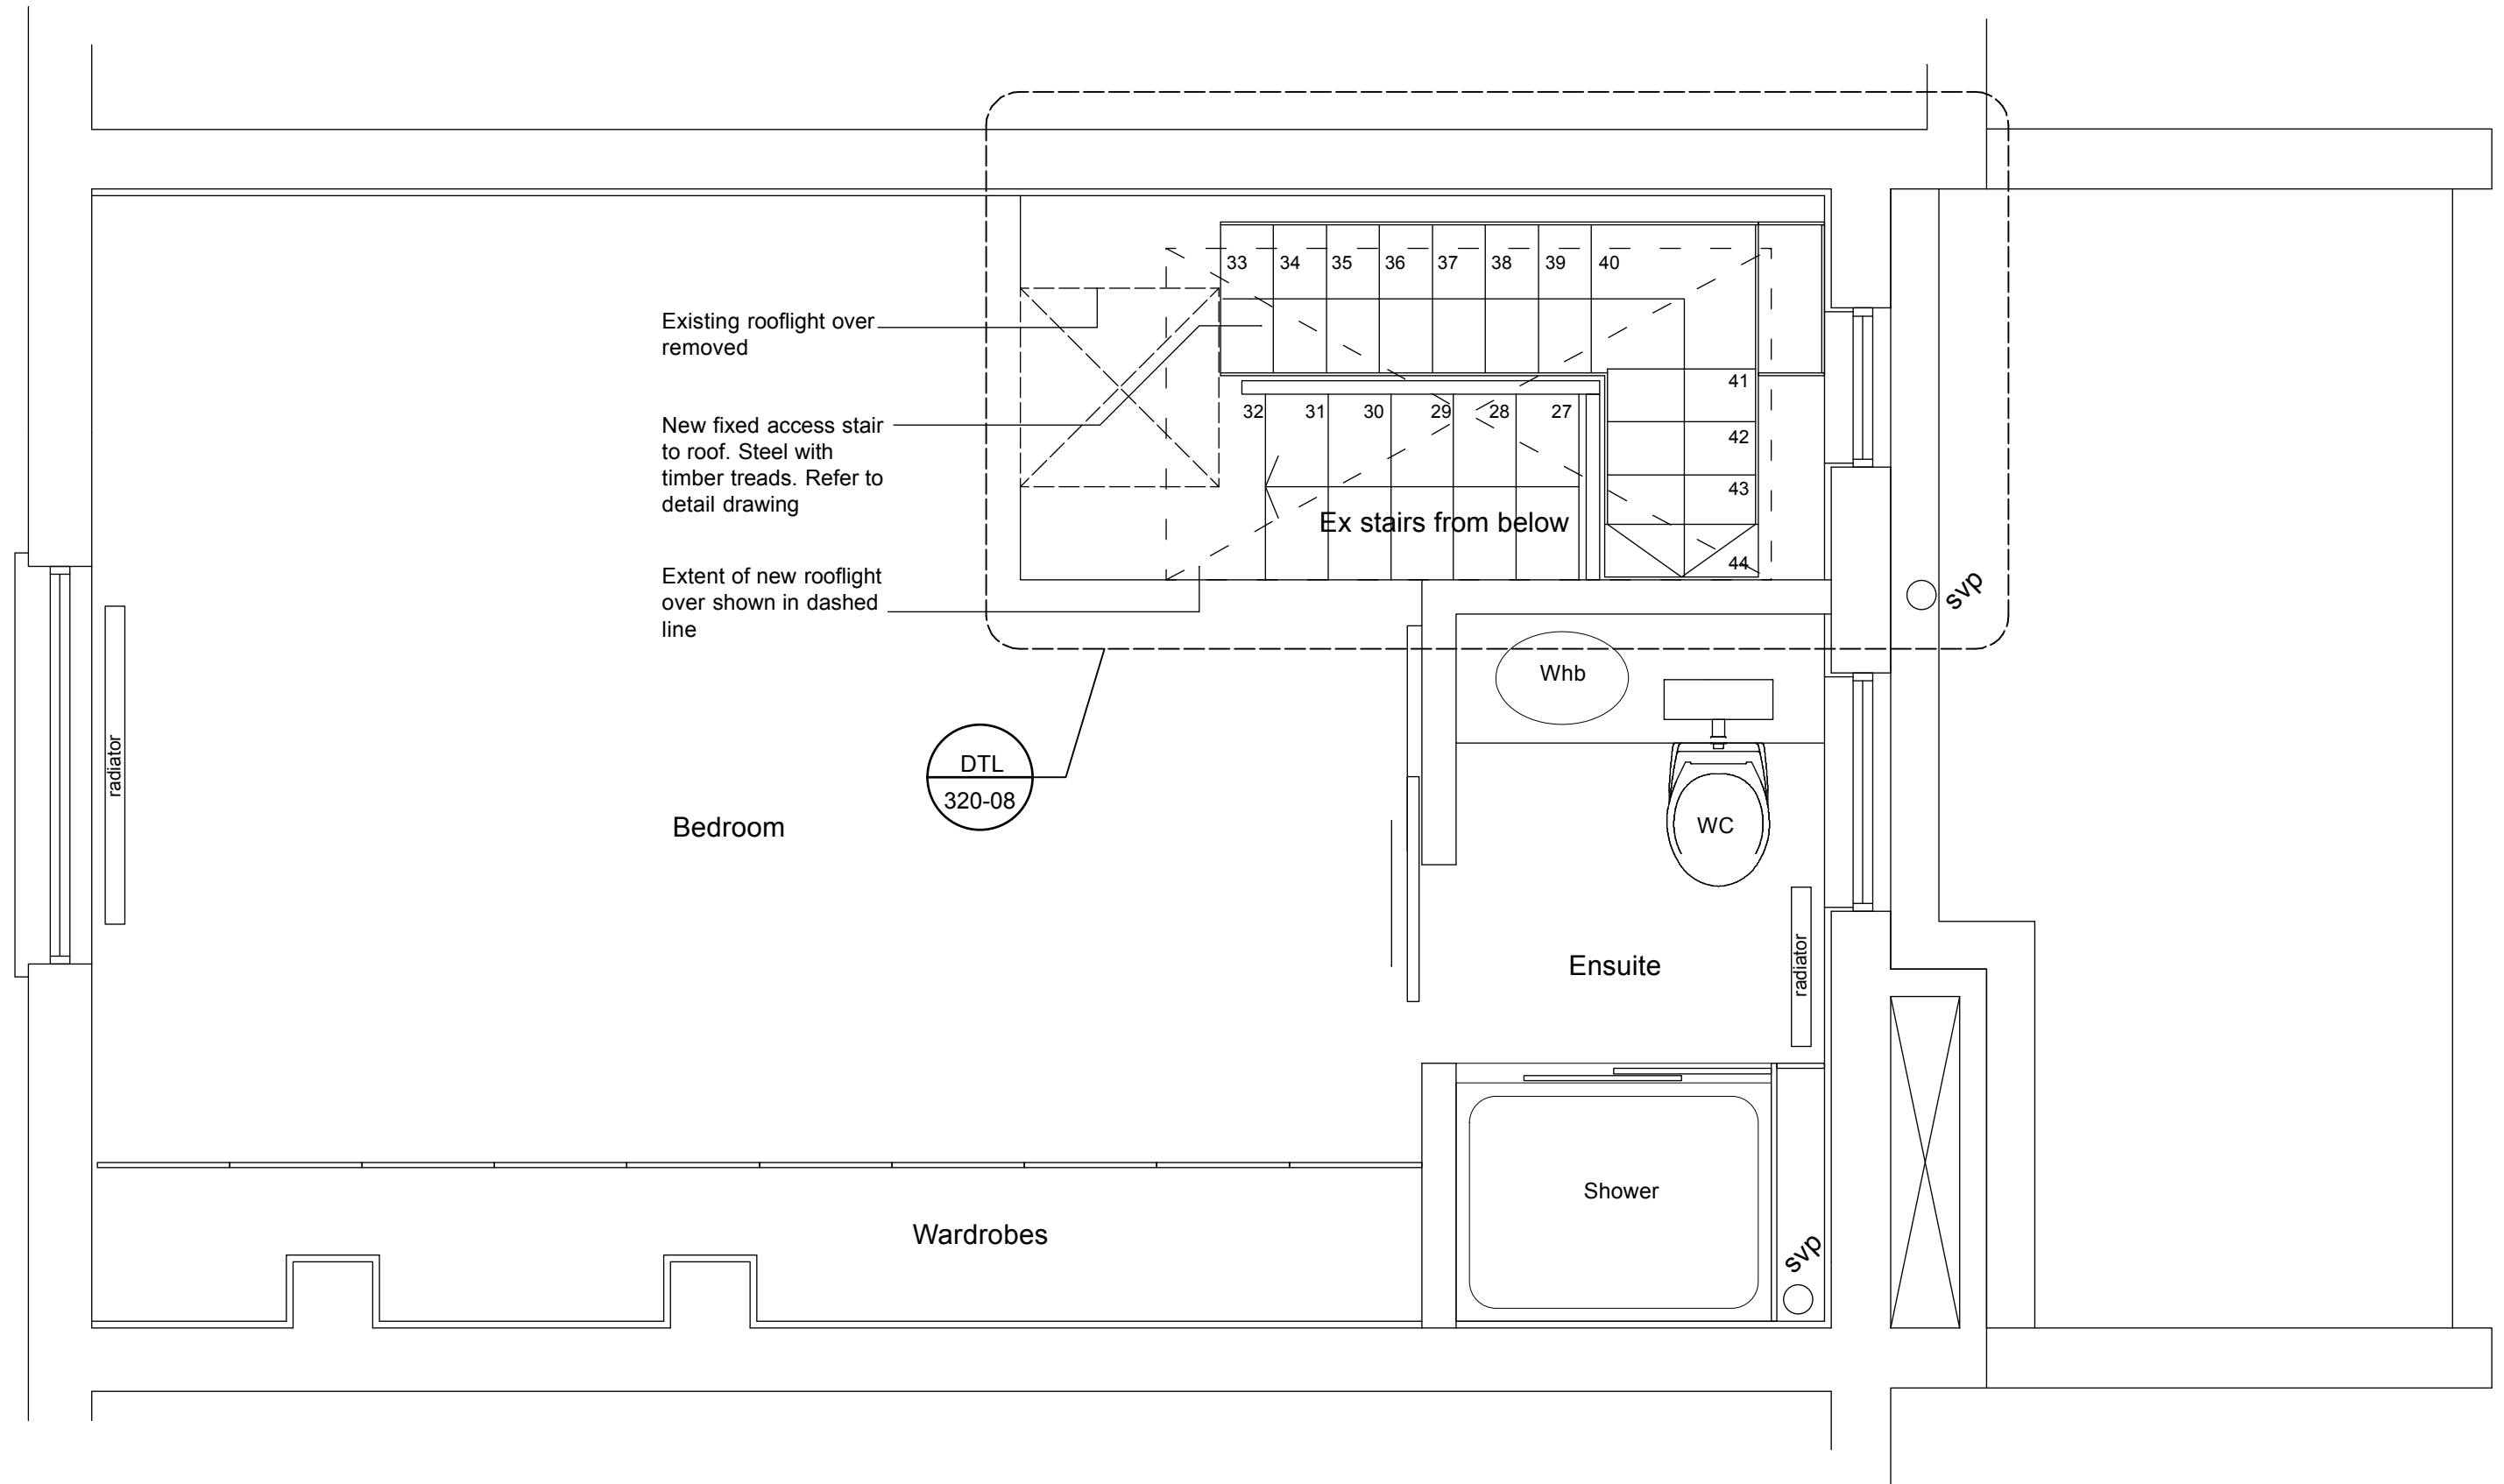 33 34 35 36 37 38 39 40
Existing rooflight over
removed
41
32 31 30 29 28 27
New fixed access stair
to roof. Steel with
timber treads. Refer to
detail drawing
42
43
Ex stairs from below
44
Extent of new rooflight
over shown in dashed
line
svp
Whb
radiator
DTL
320-08
Bedroom
WC
Ensuite
radiator
Shower
Wardrobes
svp